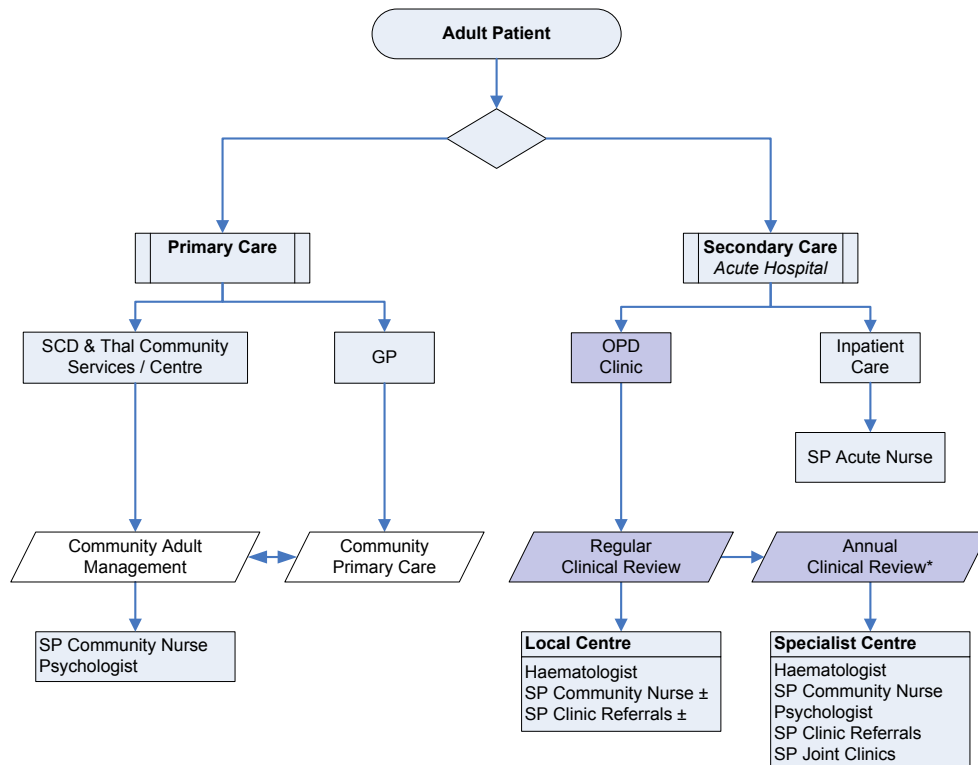 Adult Patient
Primary Care
Secondary Care
Acute Hospital
SCD & Thal Community
Services / Centre
GP
OPD
Clinic
Inpatient
Care
SP Acute Nurse
Community Adult
Management
Community
Primary Care
Regular
Clinical Review
Annual
Clinical Review*
SP Community Nurse
Psychologist
Local Centre
Haematologist
SP Community Nurse ±
SP Clinic Referrals ±
Specialist Centre
Haematologist
SP Community Nurse
Psychologist
SP Clinic Referrals
SP Joint Clinics